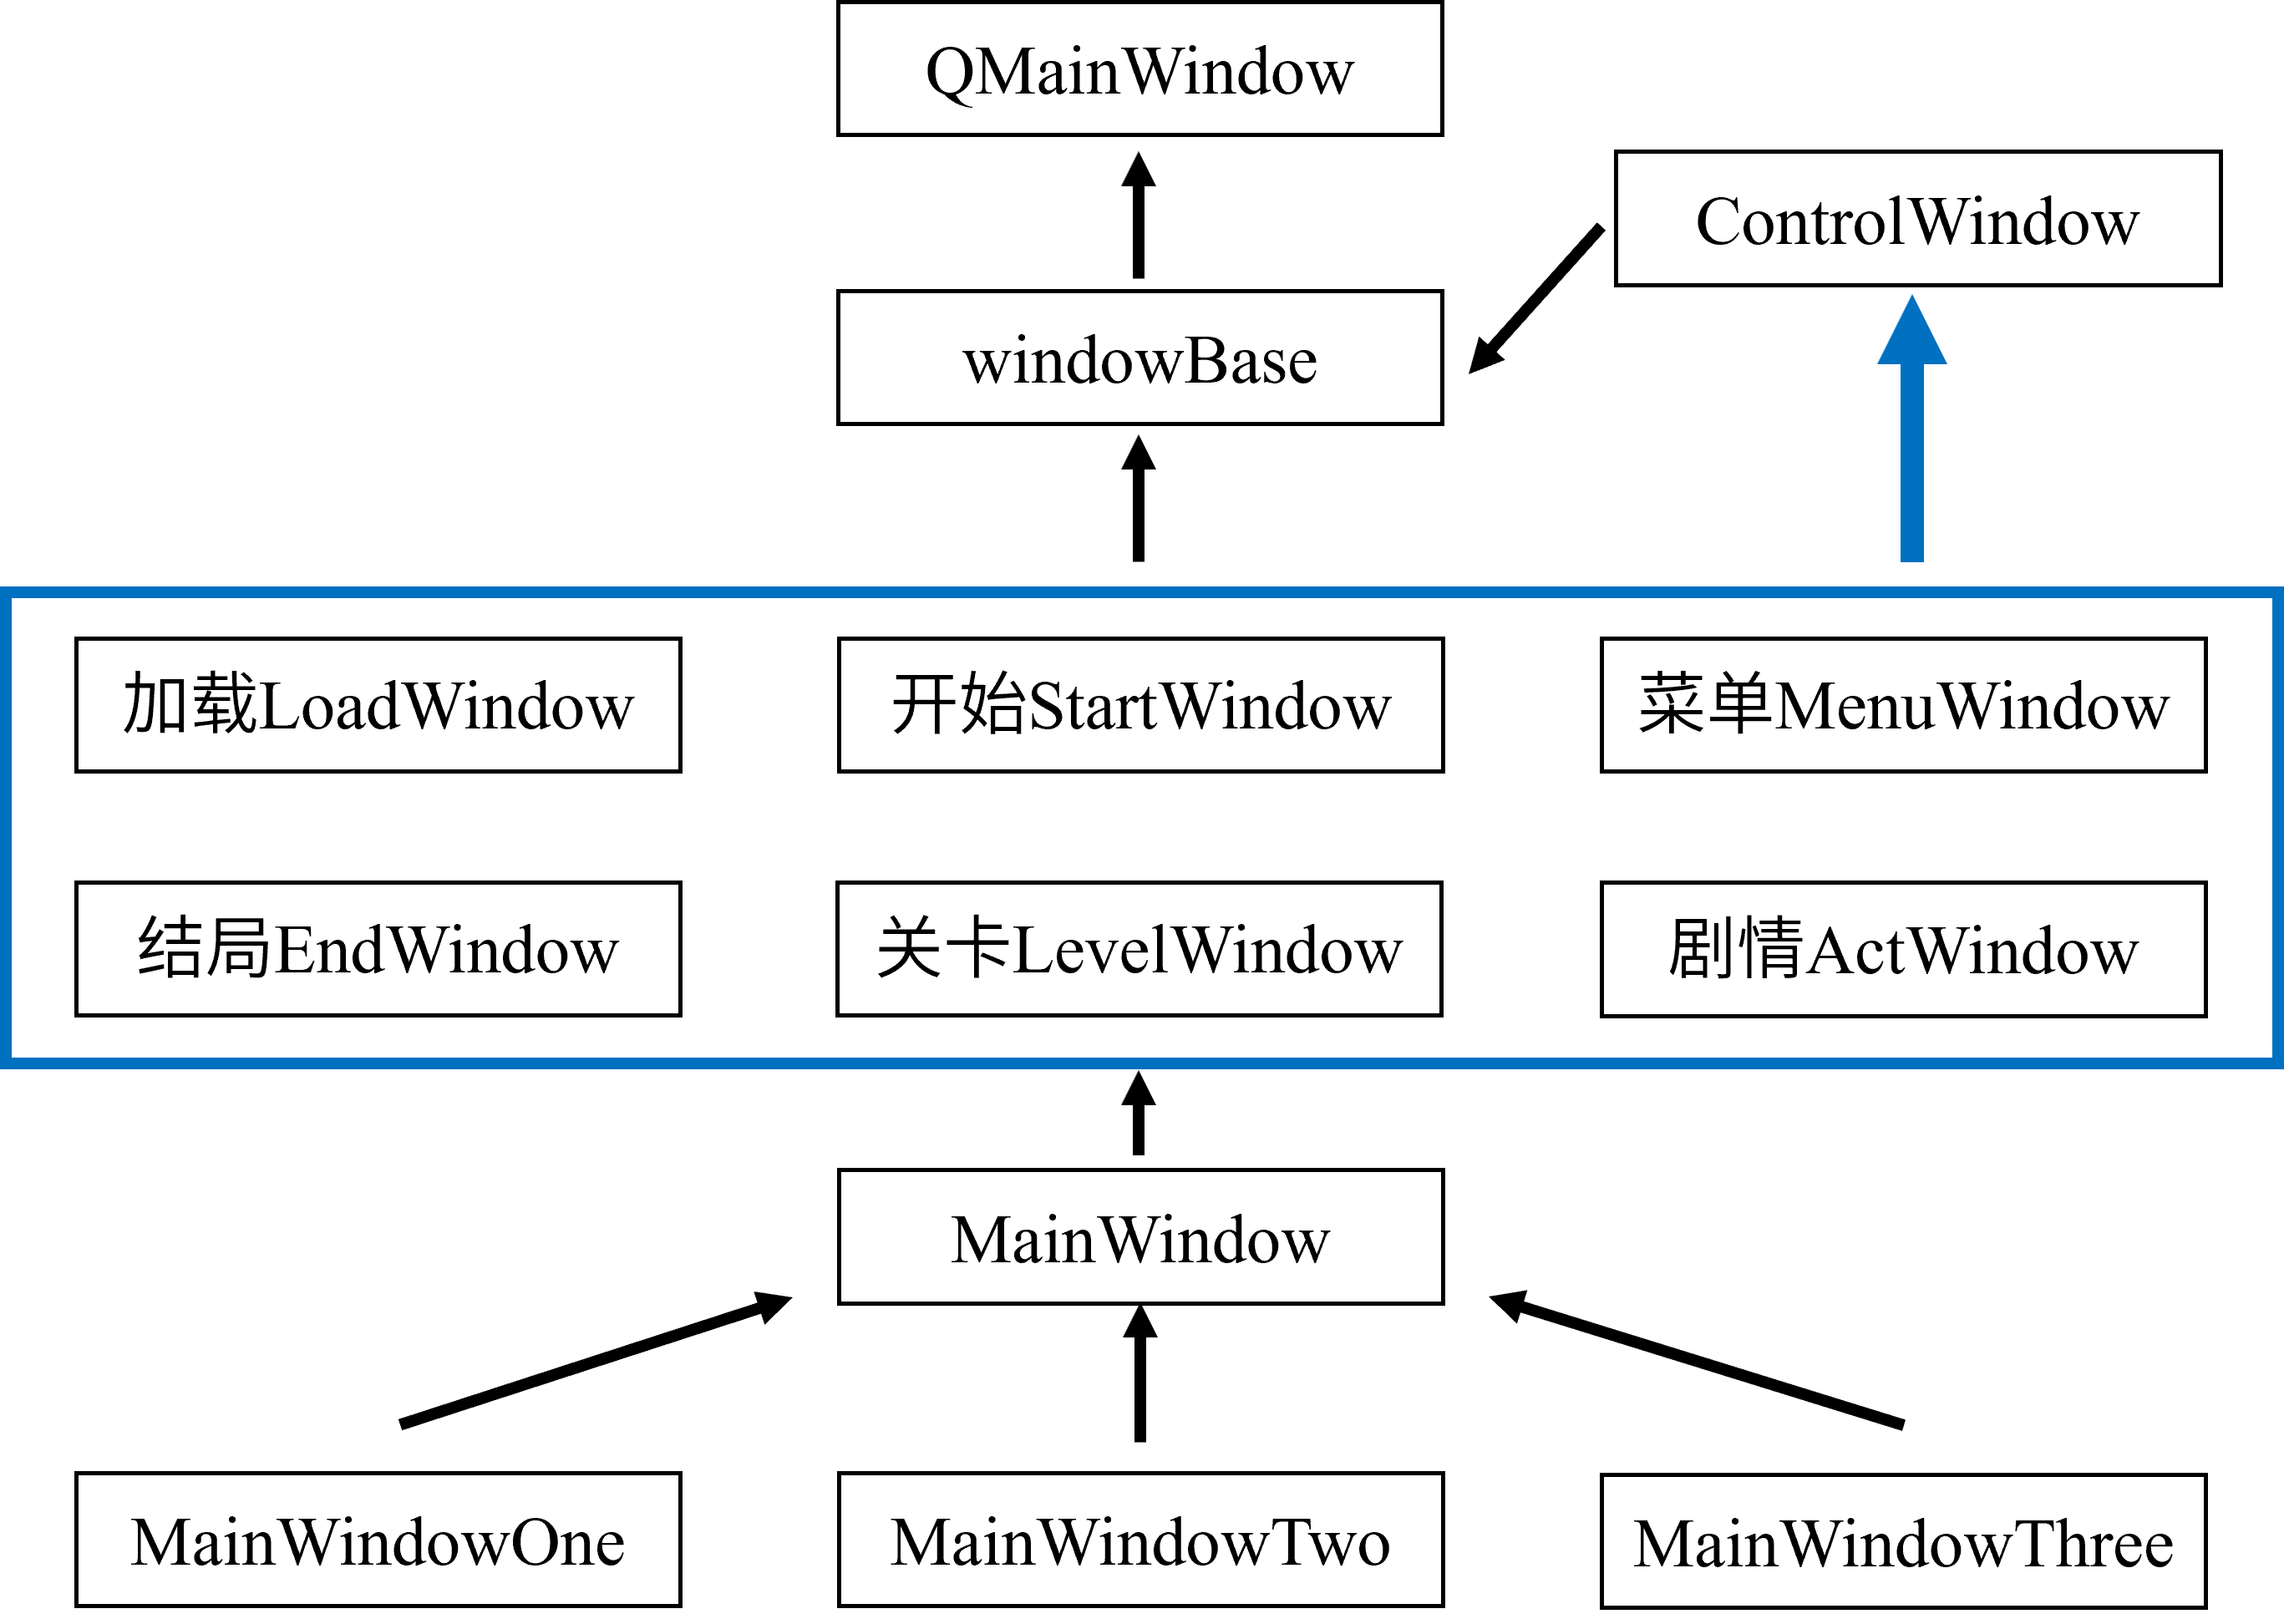 QMainWindow
ControlWindow
windowBase
加载LoadWindow
开始StartWindow
菜单MenuWindow
结局EndWindow
关卡LevelWindow
剧情ActWindow
MainWindow
MainWindowOne
MainWindowTwo
MainWindowThree